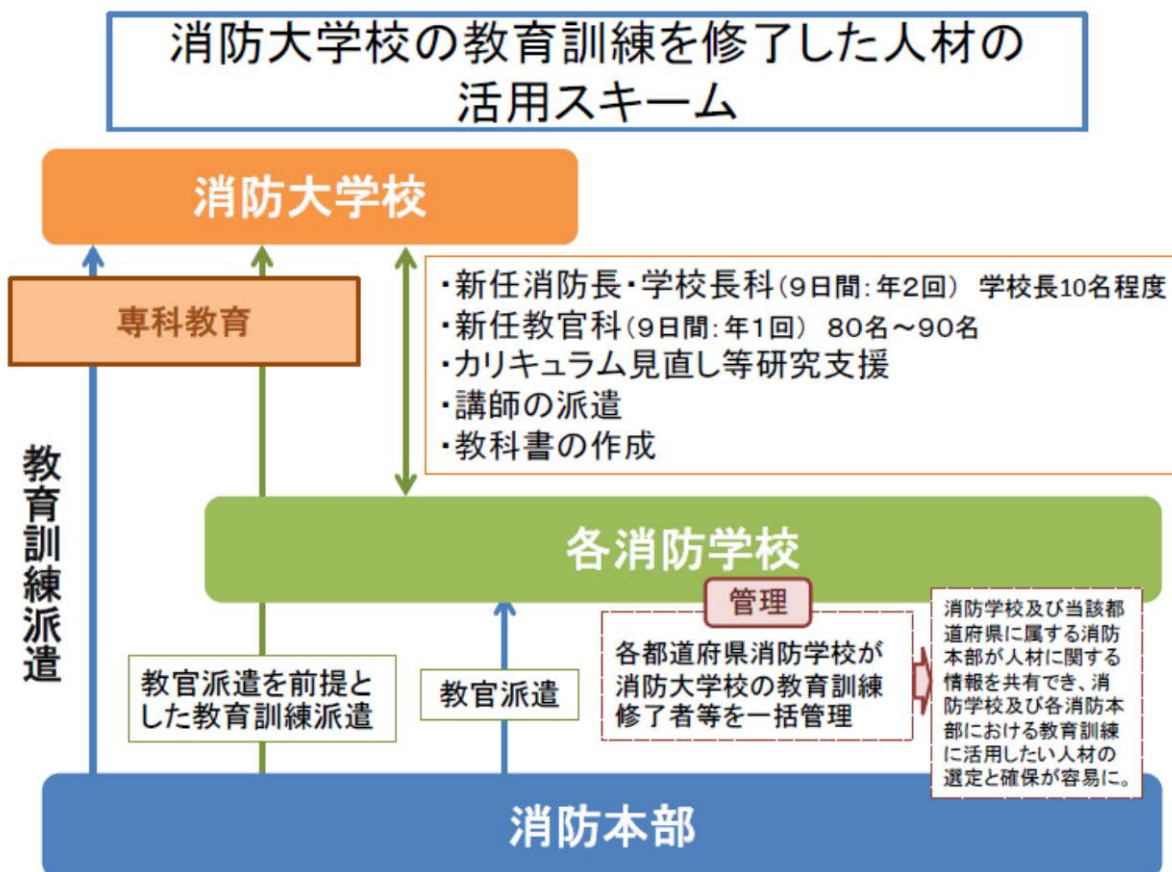 消防大学校の教育訓練を修了した人材の
活用スキーム
消防大学校
専科教育
・新任消防長・学校長科(9日間:年2回) 学校長10名程度
・新任教官科(9日間:年1回) 80名～90名
・カリキュラム見直し等研究支援
・講師の派遣
・教科書の作成
教育訓練派遣
各消防学校
管理
教官派遣を前提と
した教育訓練派遣
教官派遣
各都道府県消防学校が
消防大学校の教育訓練
修了者等を一括管理
消防学校及び当該都
道府県に属する消防
本部が人材に関する
情報を共有でき、消
防学校及び各消防本
部における教育訓練
に活用したい人材の
選定と確保が容易に。
消防本部